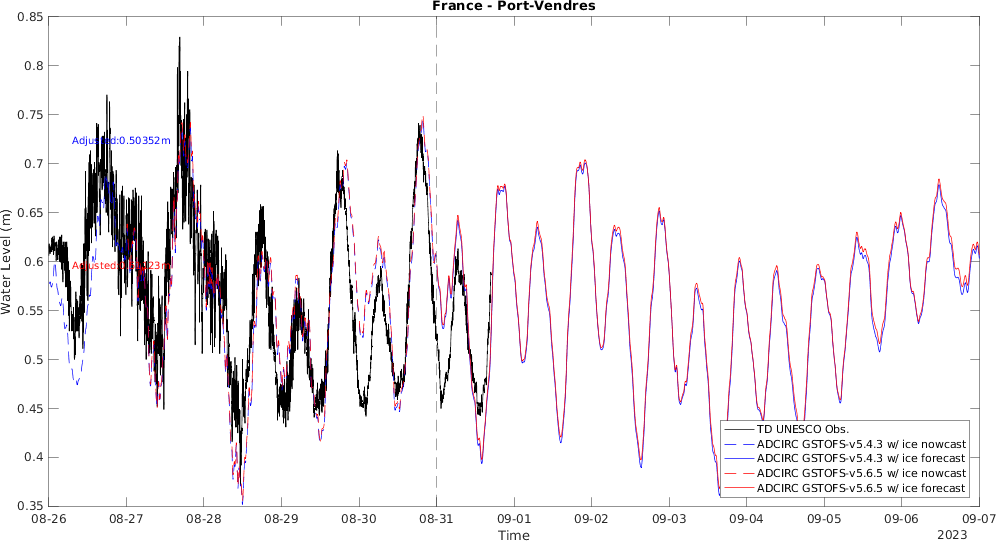 France - Port-Vendres
Water Level (m)
0.85
0.8
0.75
0.7
0.65
0.6
0.55
0.5
0.45
0.4
0.35
Adjusted:0.50352m
TD UNESCO Obs.
ADCIRC GSTOFS-v5.4.3 w/ ice nowcast
ADCIRC GSTOFS-v5.4.3 w/ ice forecast
ADCIRC GSTOFS-v5.6.5 w/ ice nowcast
ADCIRC GSTOFS-v5.6.5 w/ ice forecast
08-26 08-27 08-28 08-29 08-30 08-31 09-01 09-02 09-03 09-04 09-05 09-06 09-07
Time
2023